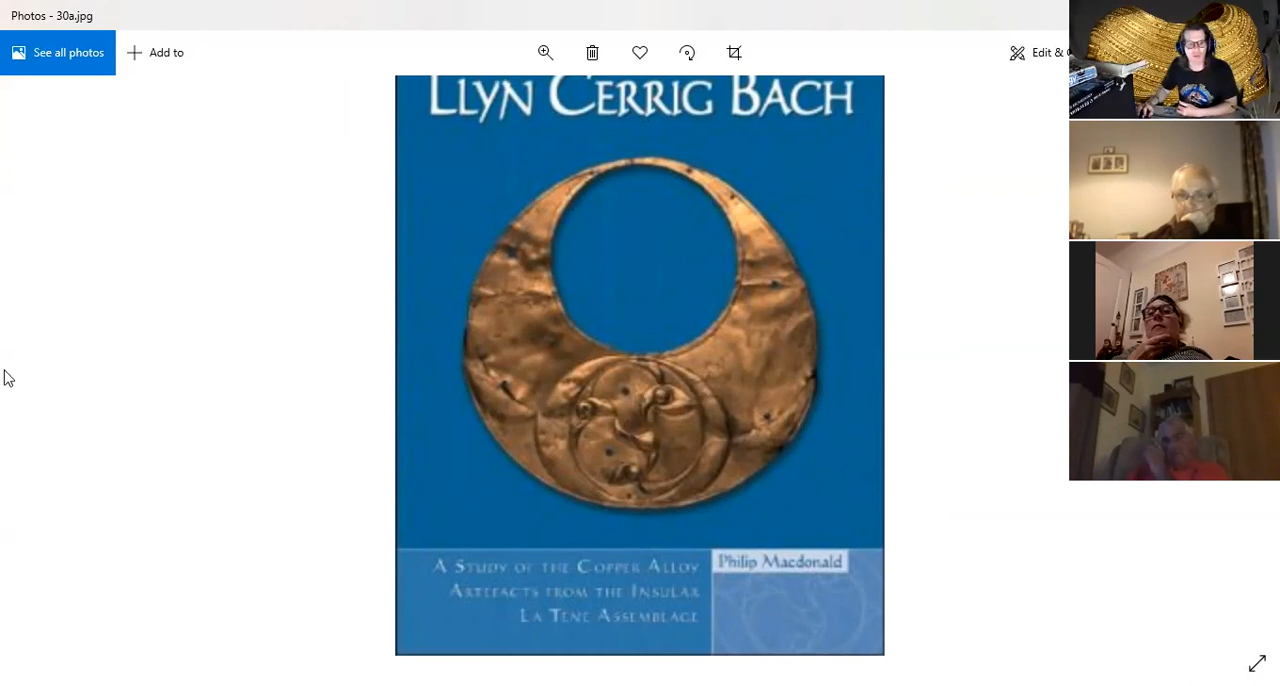 Photos - 30a.jpg
See all photos
Add to
Edit &
LLYN CERRIG BACH
A STUDY OF THE COPPER ALLOY
ARTEFACTS FROM THE INSULAR
LA TENE ASSEMBLAGE
Philip Macdonald